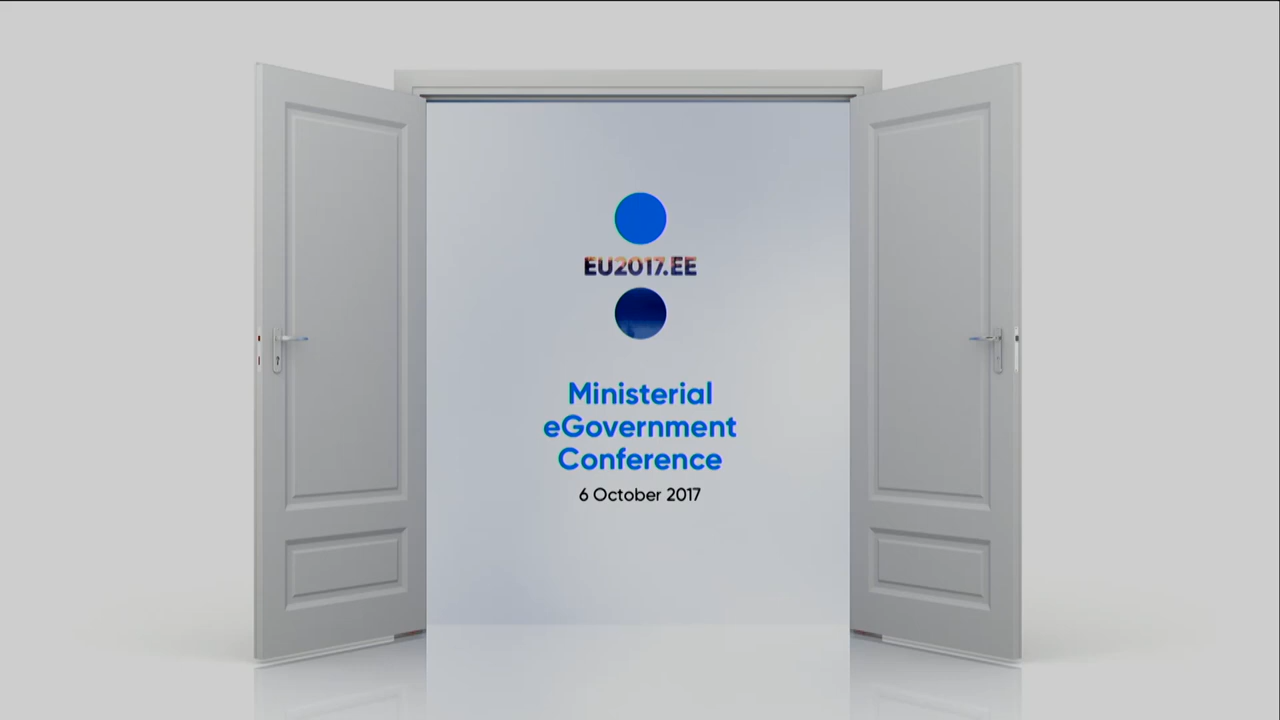 EU2017.EE
Ministerial
eGovernment
Conference
6 October 2017